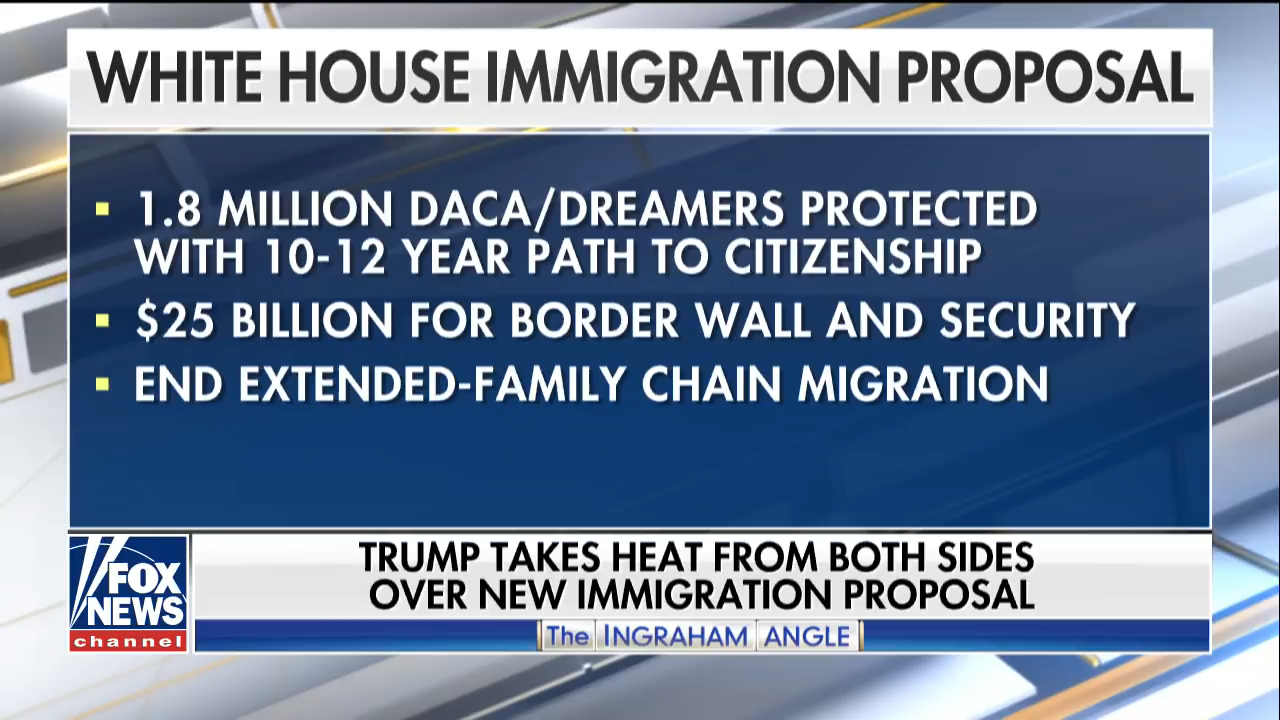 WHITE HOUSE IMMIGRATION PROPOSAL
1.8 MILLION DACA/DREAMERS PROTECTED
WITH 10-12 YEAR PATH TO CITIZENSHIP
$25 BILLION FOR BORDER WALL AND SECURITY
END EXTENDED-FAMILY CHAIN MIGRATION
FOX
NEWS
channel
TRUMP TAKES HEAT FROM BOTH SIDES
OVER NEW IMMIGRATION PROPOSAL
The INGRAHAM ANGLE